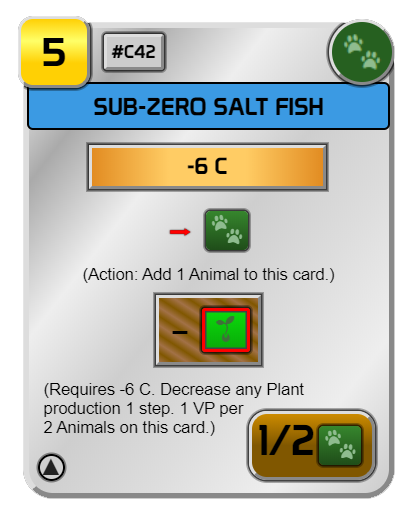 5
#C42
SUB-ZERO SALT FISH
-6 C
(Action: Add 1 Animal to this card.)
-
(Requires -6 C. Decrease any Plant
production 1 step. 1 VP per
2 Animals on this card.)
1/2